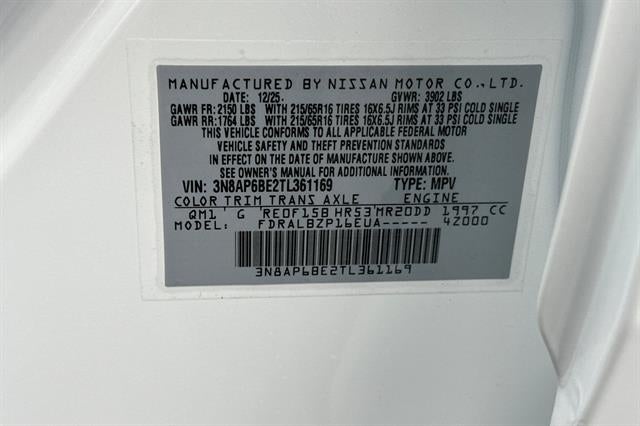 MANUFACTURED BY NISSAN MOTOR CO., LTD.
DATE: 12/25. GVWR: 3902 LBS
GAWR FR: 2150 LBS WITH 215/65R16 TIRES 16X6.5J RIMS AT 33 PSI COLD SINGLE
GAWR RR: 1764 LBS WITH 215/65R16 TIRES 16X6.5J RIMS AT 33 PSI COLD SINGLE
THIS VEHICLE CONFORMS TO ALL APPLICABLE FEDERAL MOTOR
VEHICLE SAFETY AND THEFT PREVENTION STANDARDS IN
EFFECT ON THE DATE OF MANUFACTURE SHOWN ABOVE.
SEE OWNER'S MANUAL FOR ADDITIONAL INFORMATION.
VIN: 3N8AP6BE2TL361169 TYPE: MPV
COLOR TRIM TRANS AXLE ENGINE
QM1' G 'RE0F15B'HR53'MR20DD 1997 CC
MODEL: FDRALBZP16EUA----- 4Z000
3N8AP6BE2TL361169